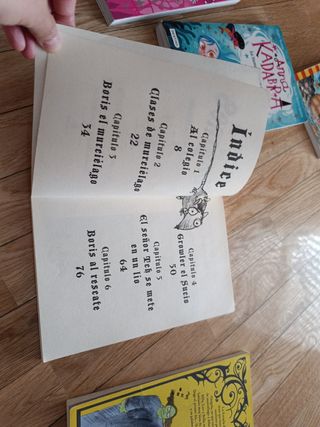 Índice
Capítulo 1
Al colegio
8
Capítulo 2
Clases de murciélago
22
Capítulo 3
Boris el murciélago
34
Capítulo 4
Growler el Sucio
50
Capítulo 5
El señor Tch se mete
en un lío
64
Capítulo 6
Boris al rescate
76
Anna
KADABRA